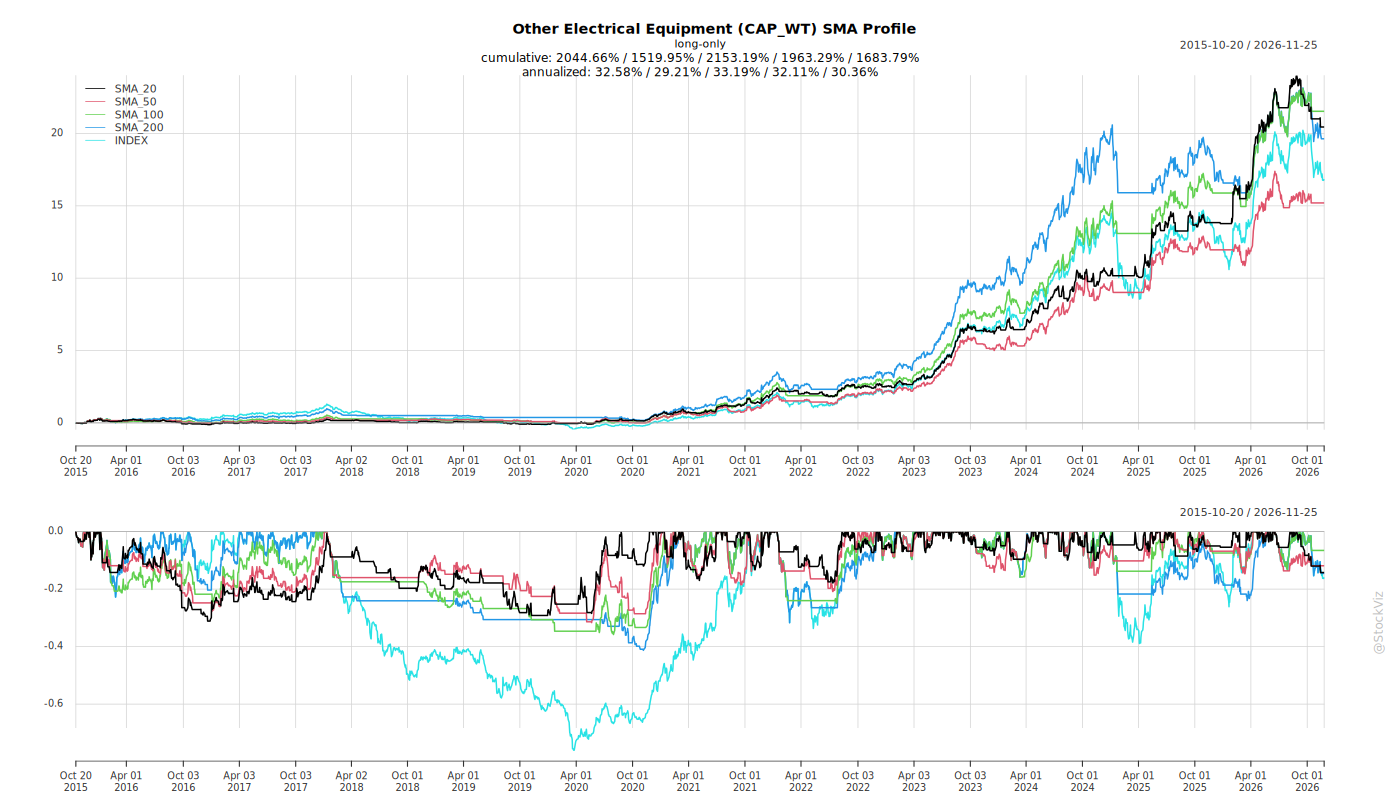 Other Electrical Equipment (CAP_WT) SMA Profile
long-only
cumulative: 2044.66% / 1519.95% / 2153.19% / 1963.29% / 1683.79%
annualized: 32.58% / 29.21% / 33.19% / 32.11% / 30.36%
2015-10-20 / 2026-11-25
SMA_20
SMA_50
SMA_100
SMA_200
INDEX
20
15
10
5
0
Oct 20 Apr 01 Oct 03 Apr 03 Oct 03 Apr 02 Oct 01 Apr 01 Oct 01 Apr 01 Oct 01 Apr 01 Oct 01 Apr 01 Oct 03 Apr 03 Oct 03 Apr 01 Oct 01 Apr 01 Oct 01 Apr 01 Oct 01
2015 2016 2016 2017 2017 2018 2018 2019 2019 2020 2020 2021 2021 2022 2022 2023 2023 2024 2024 2025 2025 2026 2026
2015-10-20 / 2026-11-25
0.0
-0.2
-0.4
-0.6
Oct 20 Apr 01 Oct 03 Apr 03 Oct 03 Apr 02 Oct 01 Apr 01 Oct 01 Apr 01 Oct 01 Apr 01 Oct 01 Apr 01 Oct 03 Apr 03 Oct 03 Apr 01 Oct 01 Apr 01 Oct 01 Apr 01 Oct 01
2015 2016 2016 2017 2017 2018 2018 2019 2019 2020 2020 2021 2021 2022 2022 2023 2023 2024 2024 2025 2025 2026 2026
@StockViz